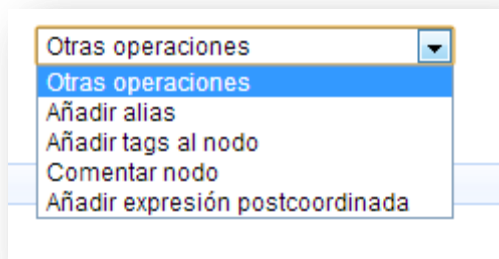 Otras operaciones
Otras operaciones
Añadir alias
Añadir tags al nodo
Comentar nodo
Añadir expresión postcoordinada